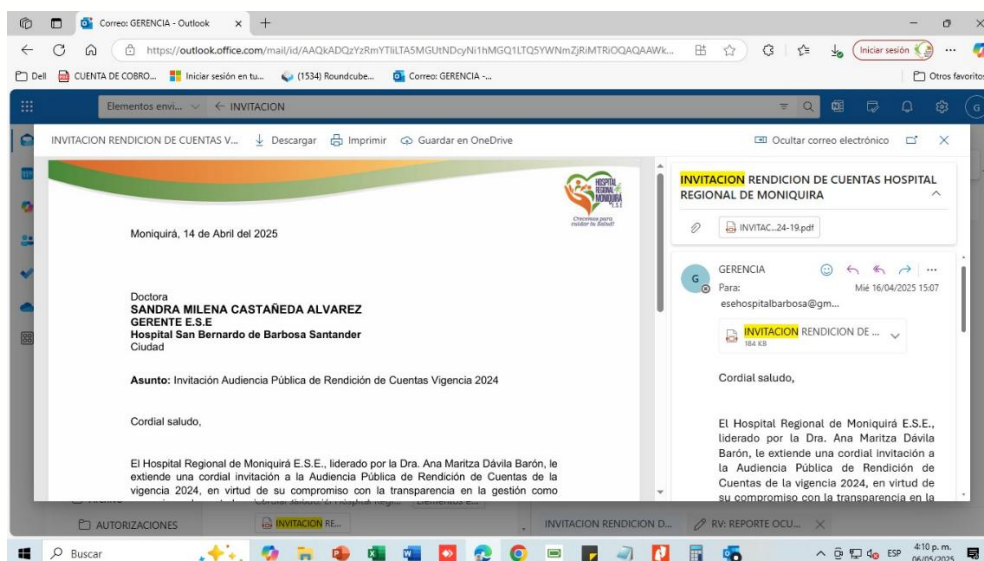 Correo: GERENCIA - Outlook
https://outlook.office.com/mail/id/AAQkADQzYzRmYTliLTA5MGUtNDcyNi1hMGQ1LTQ5YWNmZjRiMTRiOQAQAAWk...
Iniciar sesión
Dell
CUENTA DE COBRO...
Iniciar sesión en tu...
(1534) Roundcube...
Correo: GERENCIA -...
Otros favoritos
Elementos envi...
INVITACION
INVITACION RENDICION DE CUENTAS V...
Descargar
Imprimir
Guardar en OneDrive
Ocultar correo electrónico
HOSPITAL
REGIONAL
MONIQUIRÁ
E.S.E
Crecemos para
cuidar tu Salud!
Moniquirá, 14 de Abril del 2025
Doctora
SANDRA MILENA CASTAÑEDA ALVAREZ
GERENTE E.S.E
Hospital San Bernardo de Barbosa Santander
Ciudad
Asunto: Invitación Audiencia Pública de Rendición de Cuentas Vigencia 2024
Cordial saludo,
El Hospital Regional de Moniquirá E.S.E., liderado por la Dra. Ana Maritza Dávila Barón, le
extiende una cordial invitación a la Audiencia Pública de Rendición de Cuentas de la
vigencia 2024, en virtud de su compromiso con la transparencia en la gestión como
INVITACION RENDICION DE CUENTAS HOSPITAL
REGIONAL DE MONIQUIRA
INVITAC...24-19.pdf
G
GERENCIA
Para:
Mié 16/04/2025 15:07
esehospitalbarbosa@gm...
INVITACION RENDICION DE ...
184 KB
Cordial saludo,
El Hospital Regional de Moniquirá E.S.E.,
liderado por la Dra. Ana Maritza Dávila
Barón, le extiende una cordial invitación a
la Audiencia Pública de Rendición de
Cuentas de la vigencia 2024, en virtud de
su compromiso con la transparencia en la
AUTORIZACIONES
INVITACION RE...
INVITACION RENDICION D...
RV: REPORTE OCU...
Buscar
ESP
4:10 p. m.
06/05/2025